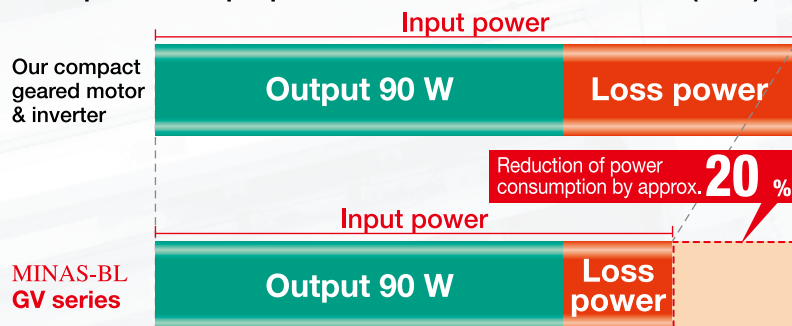 Input power
Our compact
geared motor
& inverter
Output 90 W
Loss power
Reduction of power
consumption by approx. 20 %
Input power
MINAS-BL
GV series
Output 90 W
Loss
power